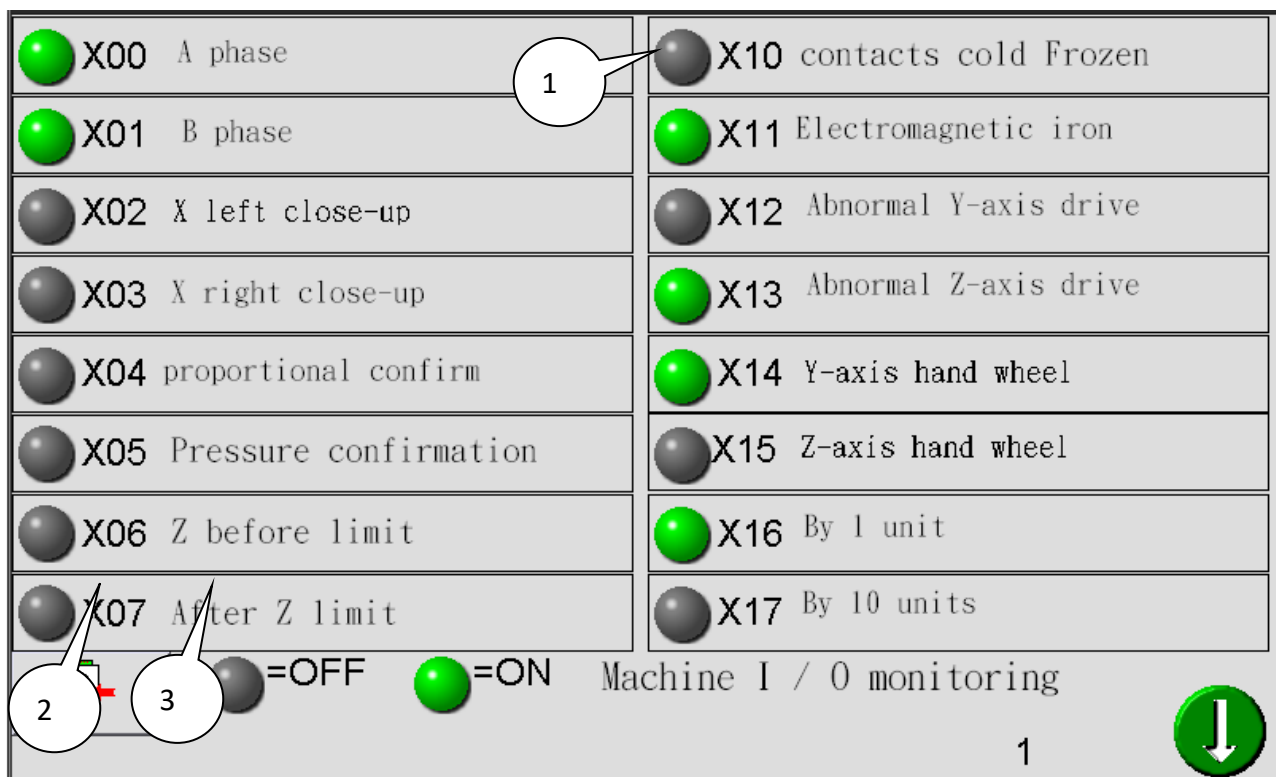 X00 A phase
X01 B phase
X02 X left close-up
X03 X right close-up
X04 proportional confirm
X05 Pressure confirmation
X06 Z before limit
X07 After Z limit
1
X10 contacts cold Frozen
X11 Electromagnetic iron
X12 Abnormal Y-axis drive
X13 Abnormal Z-axis drive
X14 Y-axis hand wheel
X15 Z-axis hand wheel
X16 By 1 unit
X17 By 10 units
2
3
=OFF =ON Machine I / O monitoring
1